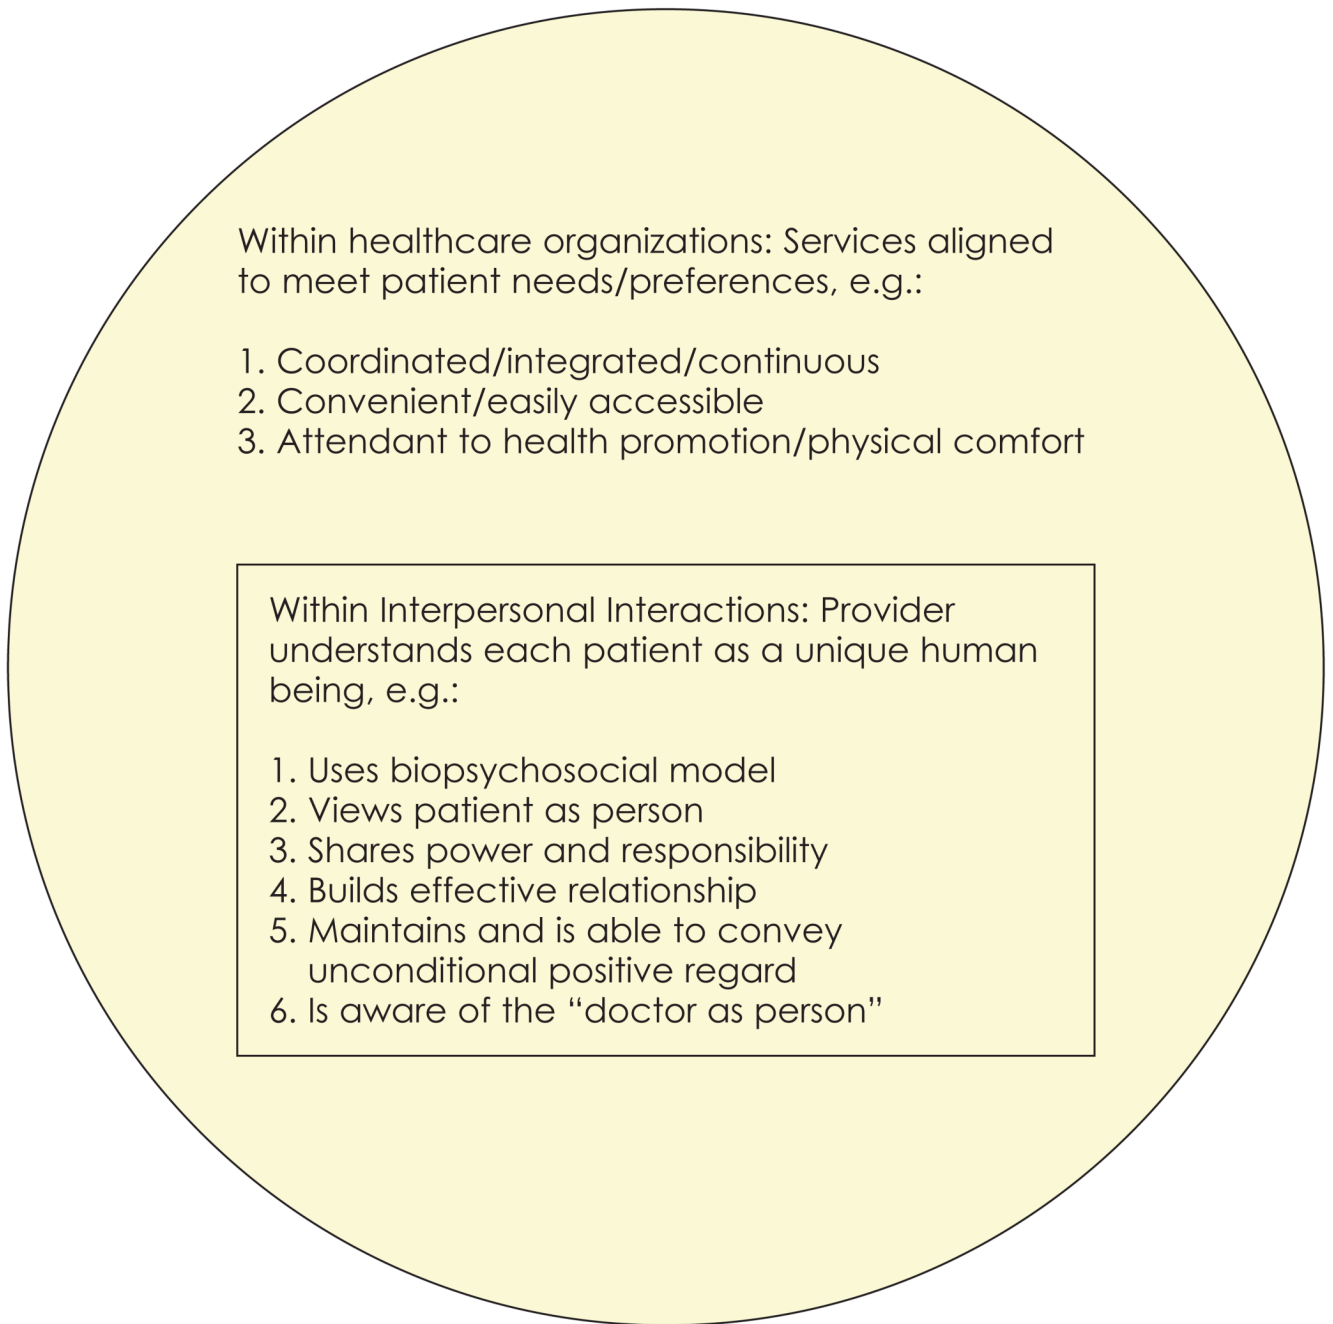 Within healthcare organizations: Services aligned
to meet patient needs/preferences, e.g.:
1. Coordinated/integrated/continuous
2. Convenient/easily accessible
3. Attendant to health promotion/physical comfort
Within Interpersonal Interactions: Provider
understands each patient as a unique human
being, e.g.:
1. Uses biopsychosocial model
2. Views patient as person
3. Shares power and responsibility
4. Builds effective relationship
5. Maintains and is able to convey
unconditional positive regard
6. Is aware of the “doctor as person”